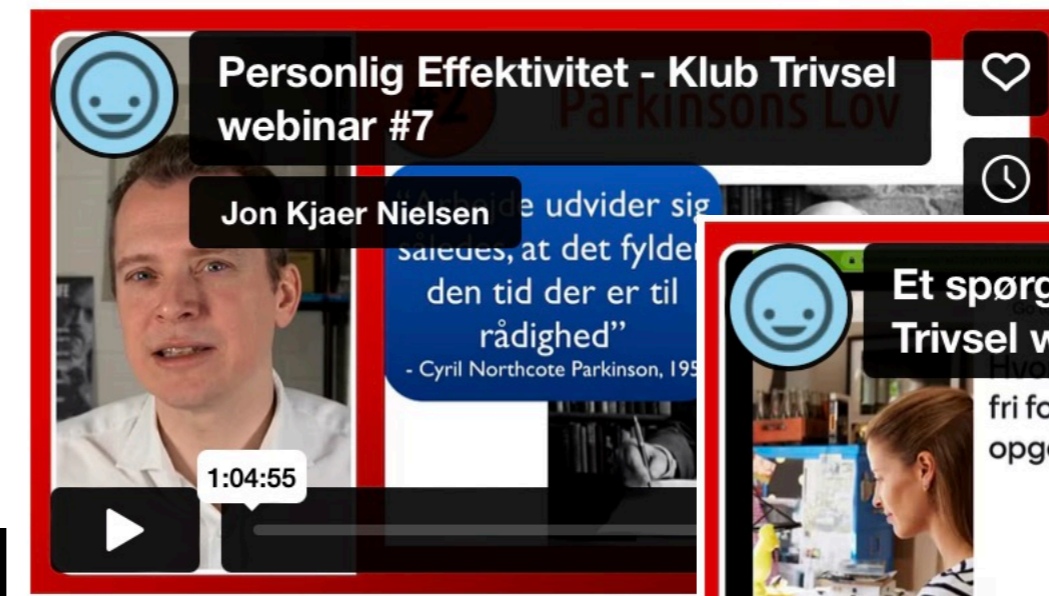 Personlig Effektivitet - Klub Trivsel
webinar #7
Parkinsons Lov
Jon Kjaer Nielsen
udvider sig
således, at det fylder
den tid der er til
rådighed”
- Cyril Northcote Parkinson, 195
1:04:55
Et spørg
Trivsel w
fri fo
opg